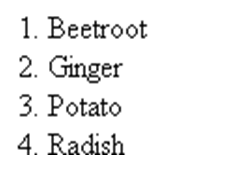 1. Beetroot
2. Ginger
3. Potato
4. Radish